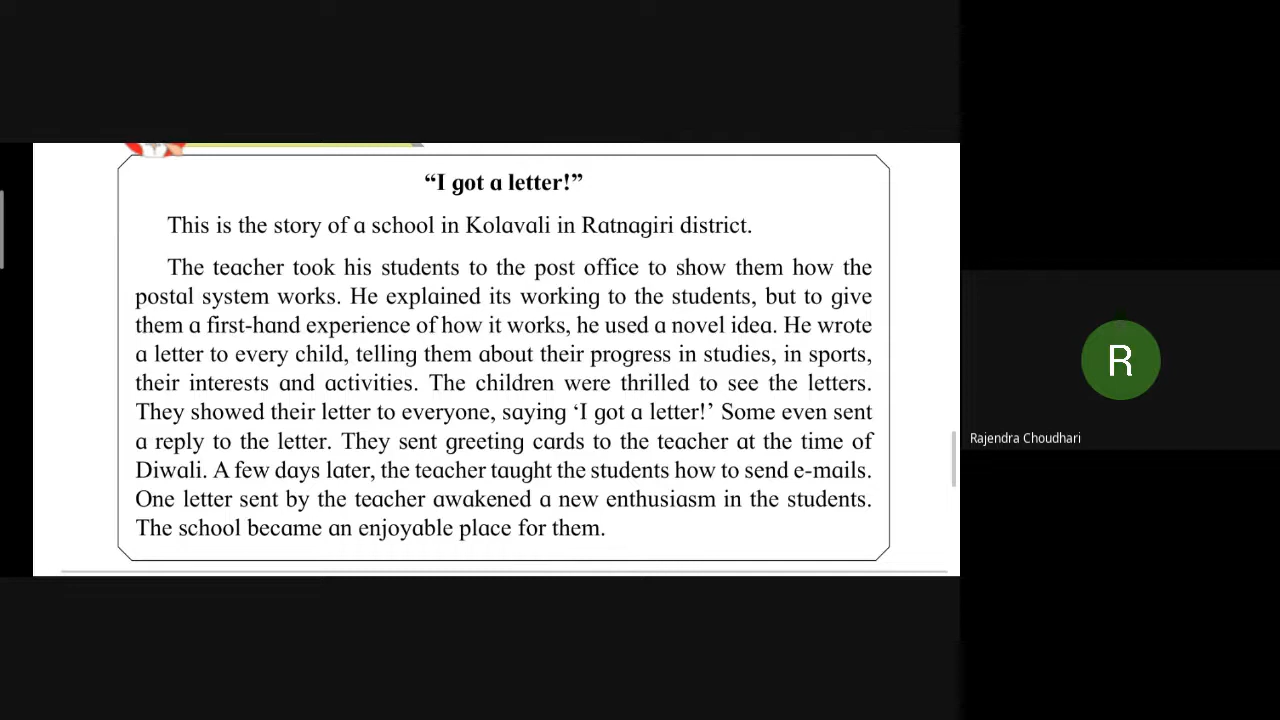 “I got a letter!”
This is the story of a school in Kolavali in Ratnagiri district.
The teacher took his students to the post office to show them how the
postal system works. He explained its working to the students, but to give
them a first-hand experience of how it works, he used a novel idea. He wrote
a letter to every child, telling them about their progress in studies, in sports,
their interests and activities. The children were thrilled to see the letters.
They showed their letter to everyone, saying ‘I got a letter!’ Some even sent
a reply to the letter. They sent greeting cards to the teacher at the time of
Diwali. A few days later, the teacher taught the students how to send e-mails.
One letter sent by the teacher awakened a new enthusiasm in the students.
The school became an enjoyable place for them.
R
Rajendra Choudhari